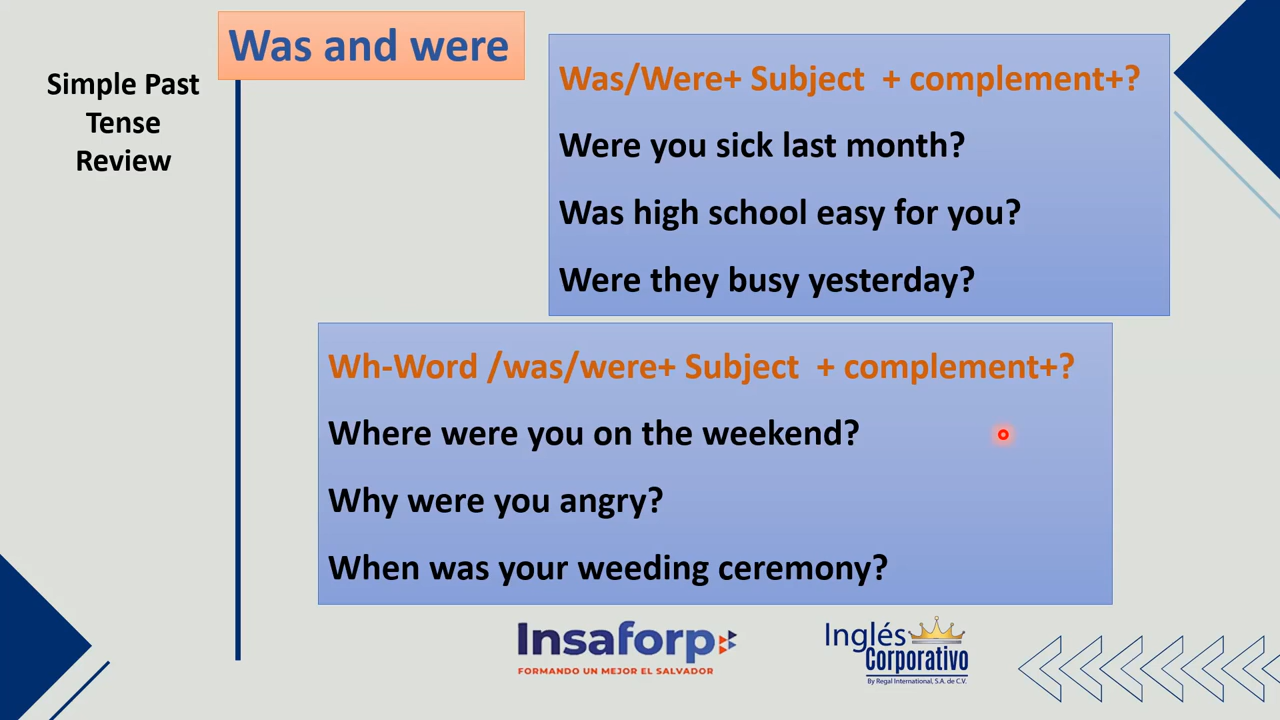 Was and were
Simple Past
Tense
Review
Was/Were+ Subject + complement+?
Were you sick last month?
Was high school easy for you?
Were they busy yesterday?
Wh-Word /was/were+ Subject + complement+?
Where were you on the weekend?
Why were you angry?
When was your weeding ceremony?
Insaforp
FORMANDO UN MEJOR EL SALVADOR
Inglés
Corporativo
By Regal International, S.A. de C.V.